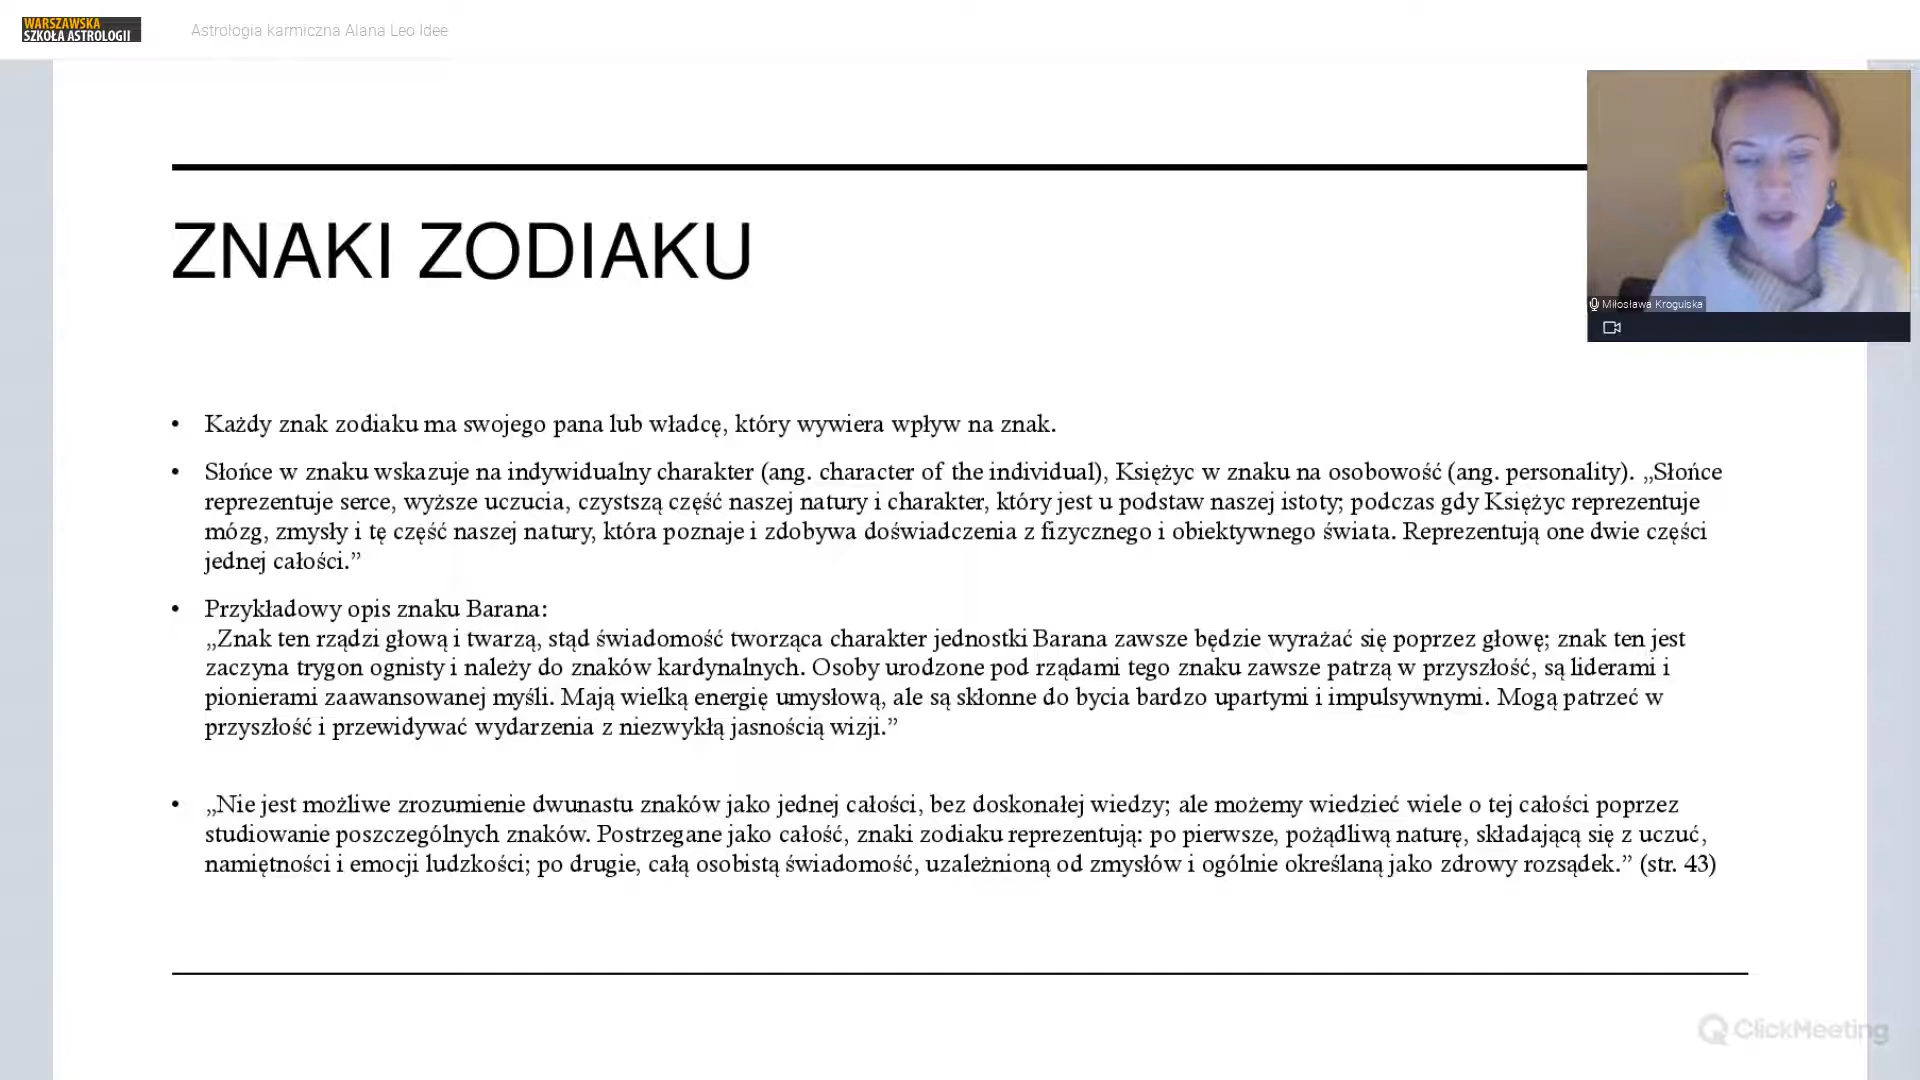 WARSZAWSKA
SZKOŁA ASTROLOGII
Astrologia karmiczna Alana Leo Idee
ZNAKI ZODIAKU
Miłosława Krogulska
• Każdy znak zodiaku ma swojego pana lub władcę, który wywiera wpływ na znak.
• Słońce w znaku wskazuje na indywidualny charakter (ang. character of the individual), Księżyc w znaku na osobowość (ang. personality). „Słońce
reprezentuje serce, wyższe uczucia, czystszą część naszej natury i charakter, który jest u podstaw naszej istoty; podczas gdy Księżyc reprezentuje
mózg, zmysły i tę część naszej natury, która poznaje i zdobywa doświadczenia z fizycznego i obiektywnego świata. Reprezentują one dwie części
jednej całości.”
• Przykładowy opis znaku Barana:
„Znak ten rządzi głową i twarzą, stąd świadomość tworząca charakter jednostki Barana zawsze będzie wyrażać się poprzez głowę; znak ten jest
zaczyna trygon ognisty i należy do znaków kardynalnych. Osoby urodzone pod rządami tego znaku zawsze patrzą w przyszłość, są liderami i
pionierami zaawansowanej myśli. Mają wielką energię umysłową, ale są skłonne do bycia bardzo upartymi i impulsywnymi. Mogą patrzeć w
przyszłość i przewidywać wydarzenia z niezwykłą jasnością wizji.”
• „Nie jest możliwe zrozumienie dwunastu znaków jako jednej całości, bez doskonałej wiedzy; ale możemy wiedzieć wiele o tej całości poprzez
studiowanie poszczególnych znaków. Postrzegane jako całość, znaki zodiaku reprezentują: po pierwsze, pożądliwą naturę, składającą się z uczuć,
namiętności i emocji ludzkości; po drugie, całą osobistą świadomość, uzależnioną od zmysłów i ogólnie określaną jako zdrowy rozsądek.” (str. 43)
ClickMeeting